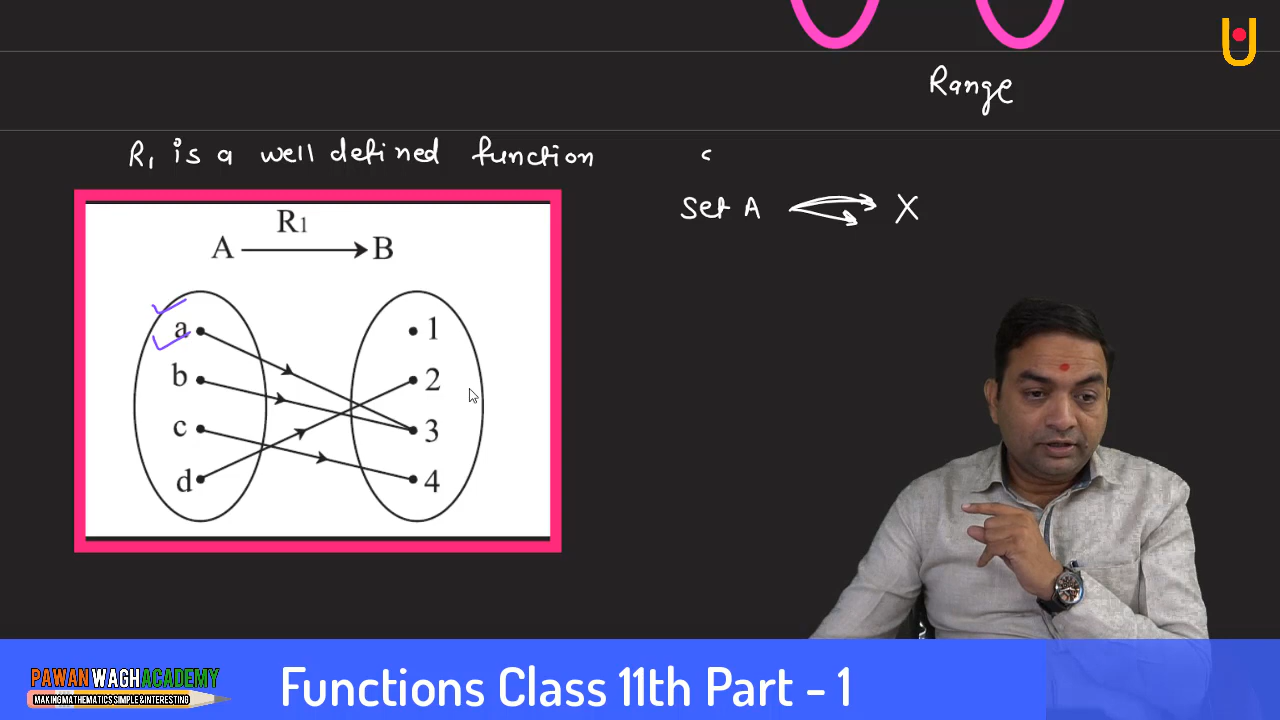 Range
R₁ is a well defined function
Set A X
R1
A B
a
b
c
d
1
2
3
4
PAWAN WAGH ACADEMY
MAKING MATHEMATICS SIMPLE & INTERESTING
Functions Class 11th Part - 1